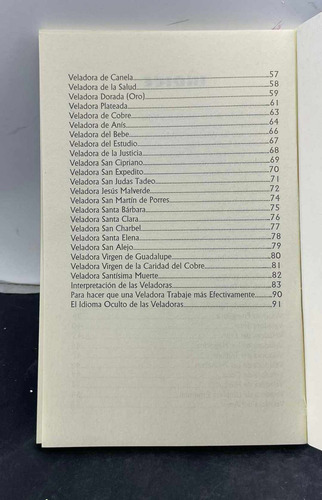 Veladora de Canela 57
Veladora de la Salud 58
Veladora Dorada (Oro) 59
Veladora Plateada 61
Veladora de Cobre 63
Veladora de Anís 64
Veladora del Bebe 66
Veladora del Estudio 67
Veladora de la Justicia 68
Veladora San Cipriano 69
Veladora San Expedito 70
Veladora San Judas Tadeo 71
Veladora Jesús Malverde 72
Veladora San Martín de Porres 74
Veladora Santa Bárbara 75
Veladora Santa Clara 76
Veladora San Charbel 77
Veladora Santa Elena 78
Veladora San Alejo 79
Veladora Virgen de Guadalupe 80
Veladora Virgen de la Caridad del Cobre 81
Veladora Santísima Muerte 82
Interpretación de las Veladoras 83
Para hacer que una Veladora Trabaje más Efectivamente 90
El Idioma Oculto de las Veladoras 91